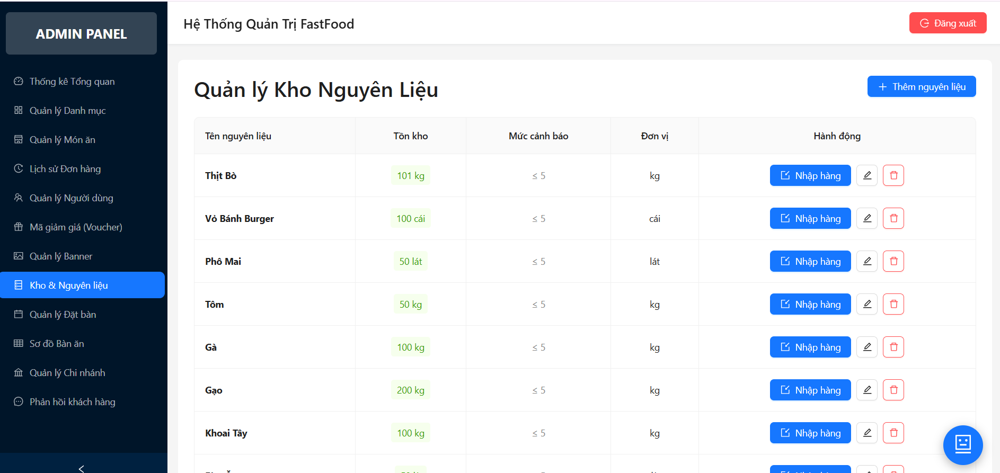 ADMIN PANEL
Thống kê Tổng quan
Quản lý Danh mục
Quản lý Món ăn
Lịch sử Đơn hàng
Quản lý Người dùng
Mã giảm giá (Voucher)
Quản lý Banner
Kho & Nguyên liệu
Quản lý Đặt bàn
Sơ đồ Bàn ăn
Quản lý Chi nhánh
Phản hồi khách hàng
Hệ Thống Quản Trị FastFood
Đăng xuất
Quản lý Kho Nguyên Liệu
Thêm nguyên liệu
Tên nguyên liệu Tồn kho Mức cảnh báo Đơn vị Hành động
Thịt Bò 101 kg ≤ 5 kg Nhập hàng
Vỏ Bánh Burger 100 cái ≤ 5 cái Nhập hàng
Phô Mai 50 lát ≤ 5 lát Nhập hàng
Tôm 50 kg ≤ 5 kg Nhập hàng
Gà 100 kg ≤ 5 kg Nhập hàng
Gạo 200 kg ≤ 5 kg Nhập hàng
Khoai Tây 100 kg ≤ 5 kg Nhập hàng